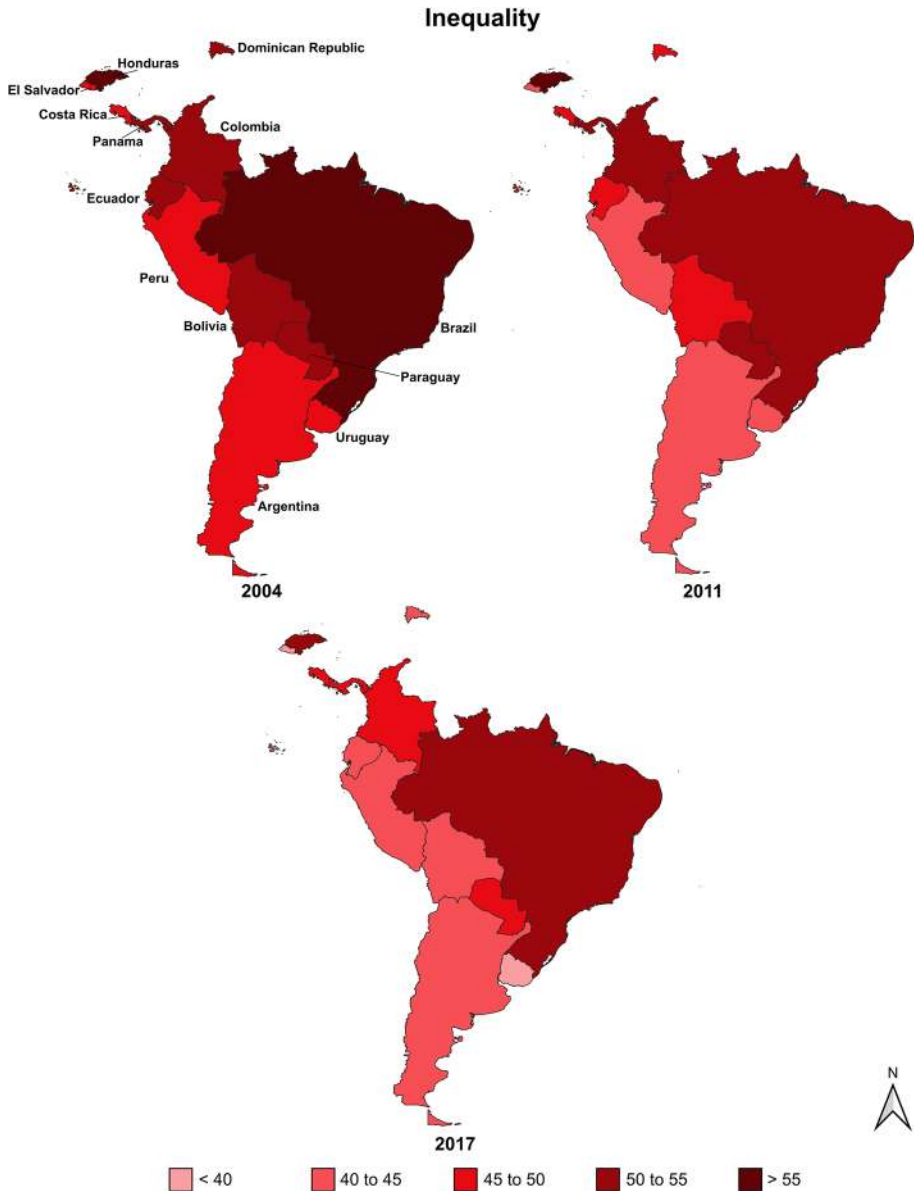 Inequality
Dominican Republic
Honduras
El Salvador
Costa Rica
Panama
Colombia
Ecuador
Peru
Bolivia
Brazil
Paraguay
Uruguay
Argentina
2004
2011
2017
N
< 40
40 to 45
45 to 50
50 to 55
> 55